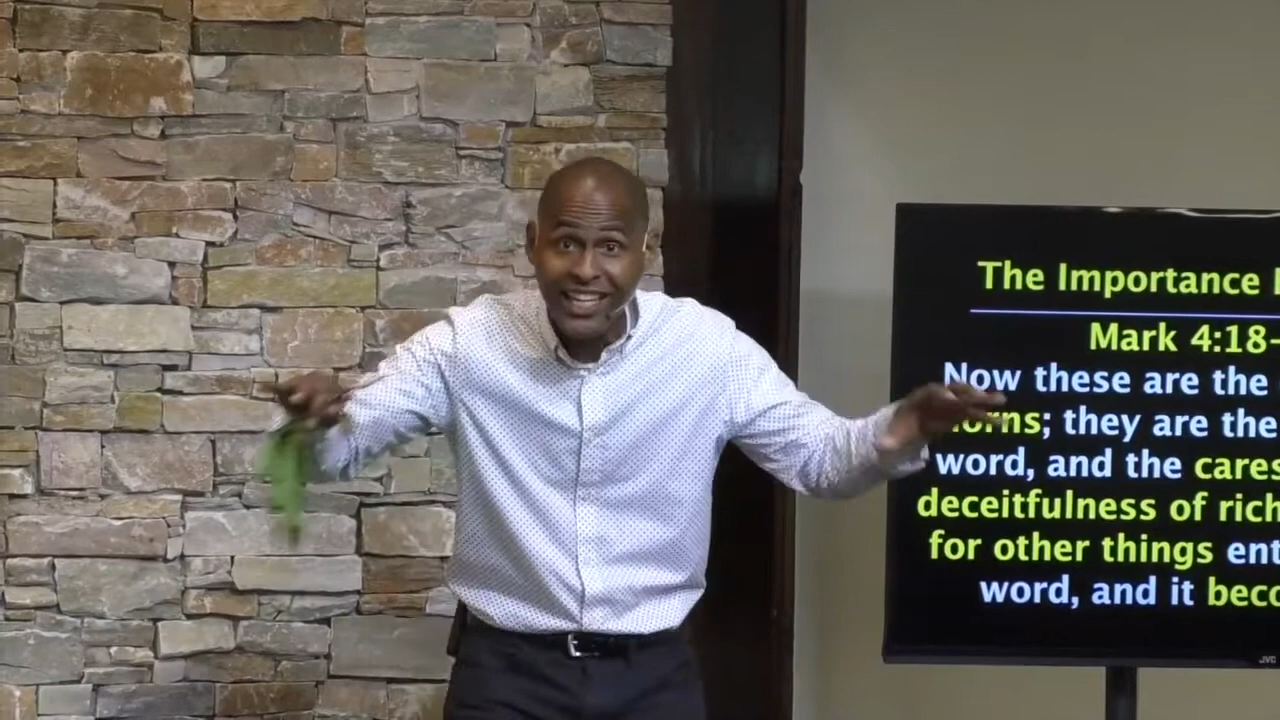 The Importance
Mark 4:18-
Now these are the
; they are the
word, and the cares
deceitfulness of rich
for other things ent
word, and it beco
JVC